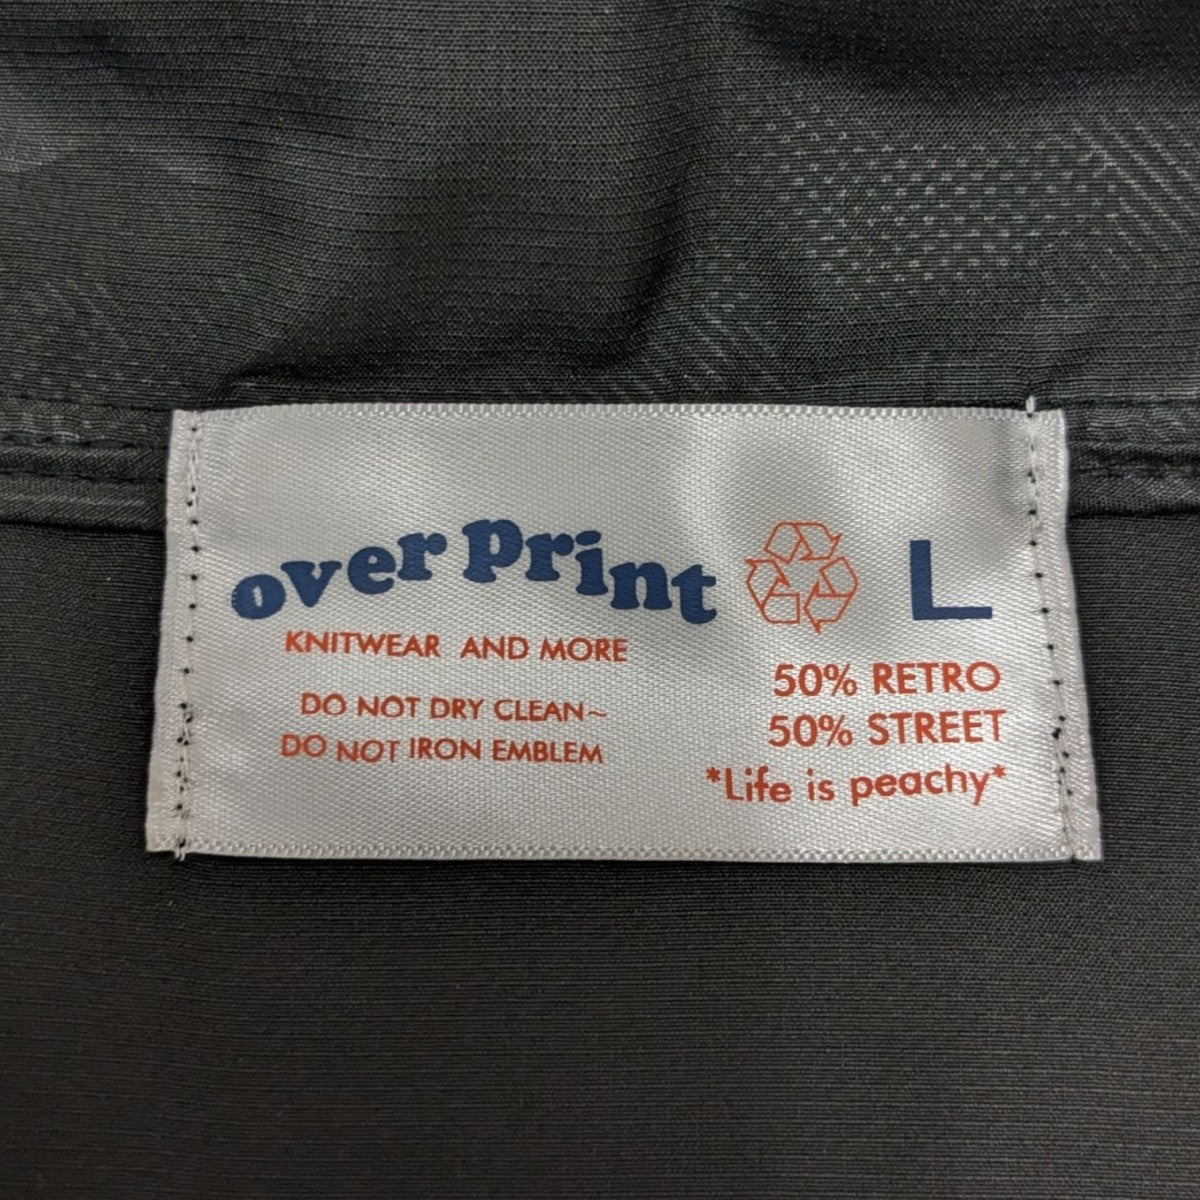 over print
L
KNITWEAR AND MORE
DO NOT DRY CLEAN~
DO NOT IRON EMBLEM
50% RETRO
50% STREET
*Life is peachy*